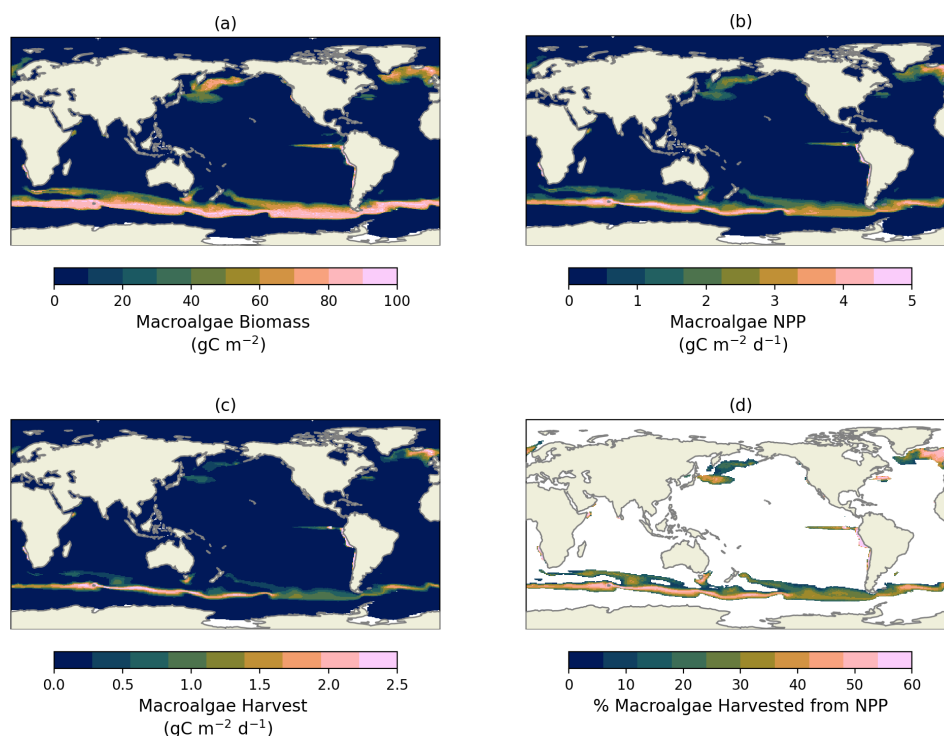 (a)
(b)
0 20 40 60 80 100
Macroalgae Biomass
(gC m⁻²)
0 1 2 3 4 5
Macroalgae NPP
(gC m⁻² d⁻¹)
(c)
(d)
0.0 0.5 1.0 1.5 2.0 2.5
Macroalgae Harvest
(gC m⁻² d⁻¹)
0 10 20 30 40 50 60
% Macroalgae Harvested from NPP